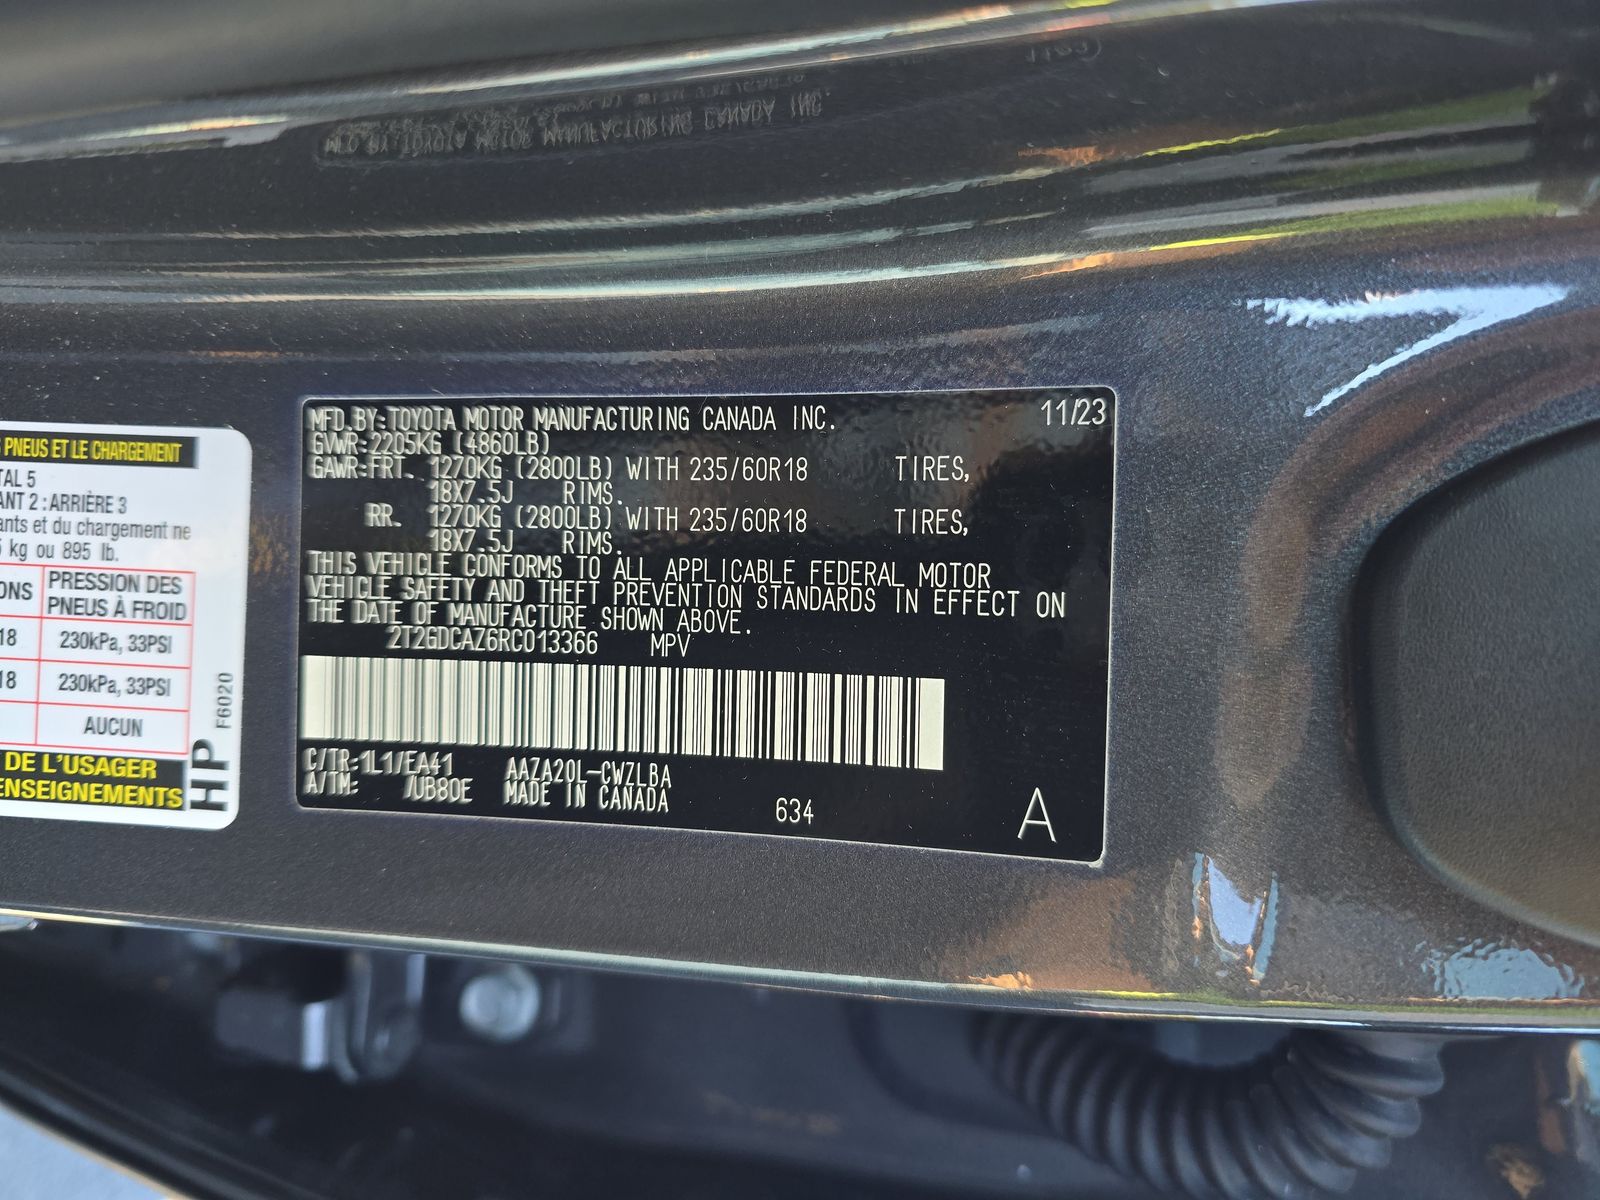 PNEUS ET LE CHARGEMENT
TAL 5
ANT 2 : ARRIÈRE 3
ants et du chargement ne
kg ou 895 lb.
ONS PRESSION DES
PNEUS À FROID
18 230kPa, 33PSI
18 230kPa, 33PSI
AUCUN
DE L'USAGER
ENSEIGNEMENTS
HP
F6020
MFD.BY:TOYOTA MOTOR MANUFACTURING CANADA INC. 11/23
GVWR:2205KG (4860LB)
GAWR:FRT. 1270KG (2800LB) WITH 235/60R18 TIRES,
18X7.5J RIMS.
RR. 1270KG (2800LB) WITH 235/60R18 TIRES,
18X7.5J RIMS.
THIS VEHICLE CONFORMS TO ALL APPLICABLE FEDERAL MOTOR
VEHICLE SAFETY AND THEFT PREVENTION STANDARDS IN EFFECT ON
THE DATE OF MANUFACTURE SHOWN ABOVE.
2T2GDCAZ6RC013366 MPV
C/TR:1L1/EA41 AAZA20L-CWZLBA
A/TM: /UB80E MADE IN CANADA
634 A